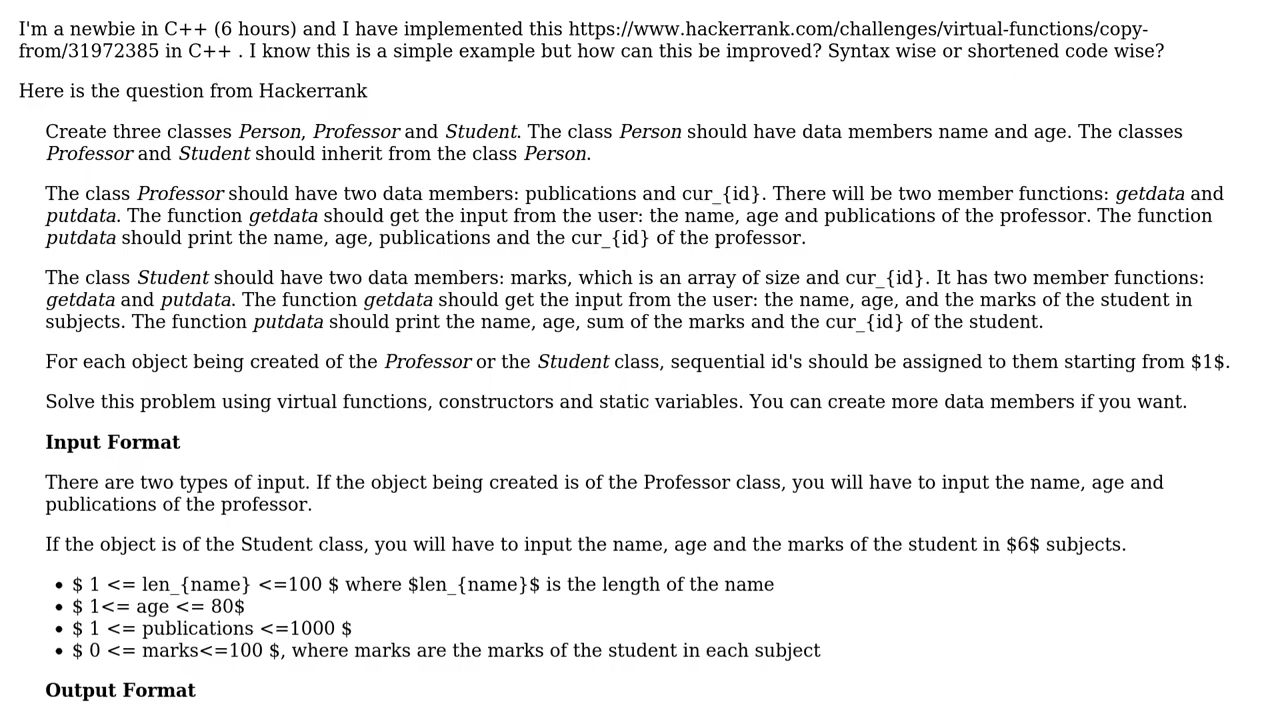 I'm a newbie in C++ (6 hours) and I have implemented this https://www.hackerrank.com/challenges/virtual-functions/copy-
from/31972385 in C++ . I know this is a simple example but how can this be improved? Syntax wise or shortened code wise?
Here is the question from Hackerrank
Create three classes Person, Professor and Student. The class Person should have data members name and age. The classes
Professor and Student should inherit from the class Person.
The class Professor should have two data members: publications and cur_{id}. There will be two member functions: getdata and
putdata. The function getdata should get the input from the user: the name, age and publications of the professor. The function
putdata should print the name, age, publications and the cur_{id} of the professor.
The class Student should have two data members: marks, which is an array of size and cur_{id}. It has two member functions:
getdata and putdata. The function getdata should get the input from the user: the name, age, and the marks of the student in
subjects. The function putdata should print the name, age, sum of the marks and the cur_{id} of the student.
For each object being created of the Professor or the Student class, sequential id's should be assigned to them starting from $1$.
Solve this problem using virtual functions, constructors and static variables. You can create more data members if you want.
Input Format
There are two types of input. If the object being created is of the Professor class, you will have to input the name, age and
publications of the professor.
If the object is of the Student class, you will have to input the name, age and the marks of the student in $6$ subjects.
• $ 1 <= len_{name} <=100 $ where $len_{name}$ is the length of the name
• $ 1<= age <= 80$
• $ 1 <= publications <=1000 $
• $ 0 <= marks<=100 $, where marks are the marks of the student in each subject
Output Format